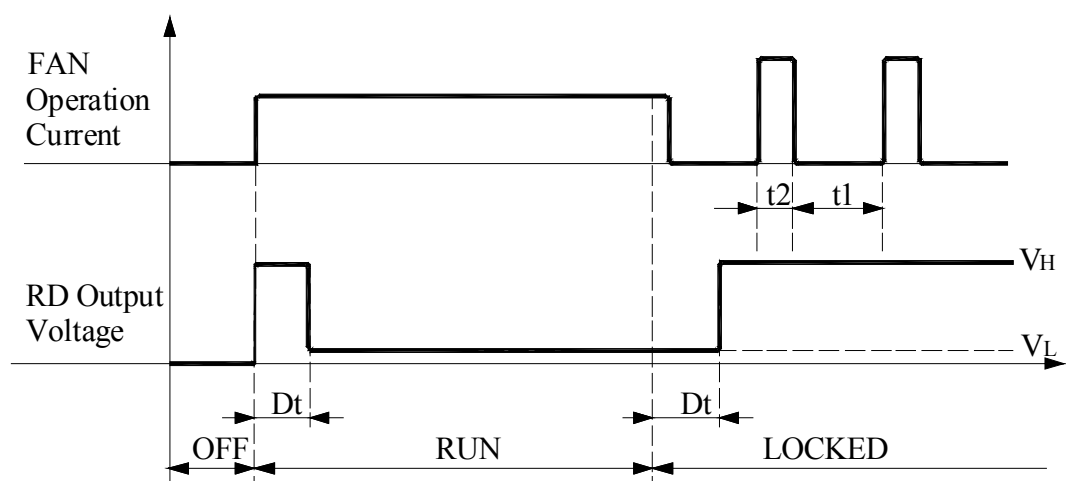 FAN
Operation
Current
t2
t1
VH
RD Output
Voltage
VL
Dt
Dt
OFF
RUN
LOCKED